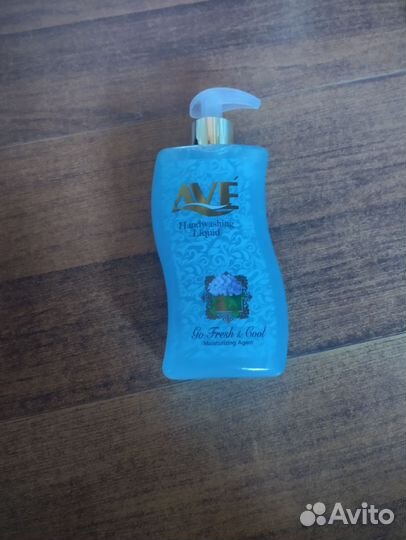 AVÉ
Handwashing
Liquid
Go Fresh & Cool
Moisturizing Agent
Avito